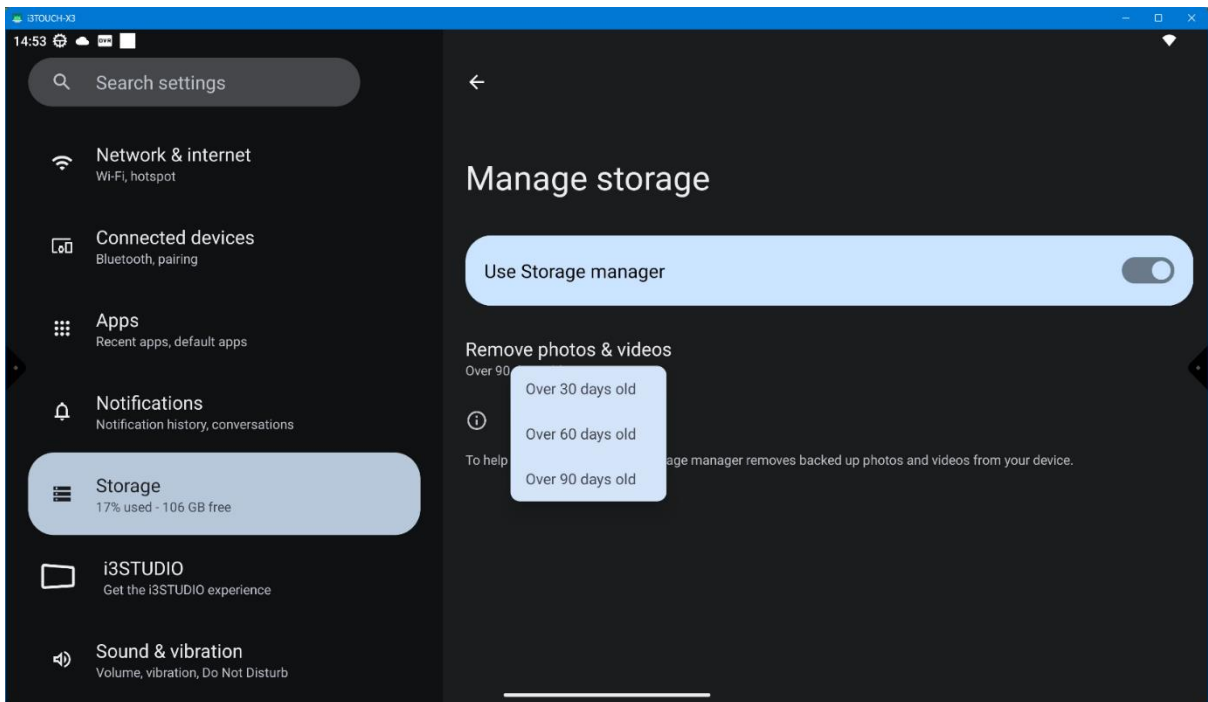 i3TOUCH-X3
14:53 DVR
Search settings
Network & internet
Wi-Fi, hotspot
Connected devices
Bluetooth, pairing
Apps
Recent apps, default apps
Notifications
Notification history, conversations
Storage
17% used - 106 GB free
i3STUDIO
Get the i3STUDIO experience
Sound & vibration
Volume, vibration, Do Not Disturb
Manage storage
Use Storage manager
Remove photos & videos
Over 90
Over 30 days old
Over 60 days old
Over 90 days old
To help age manager removes backed up photos and videos from your device.